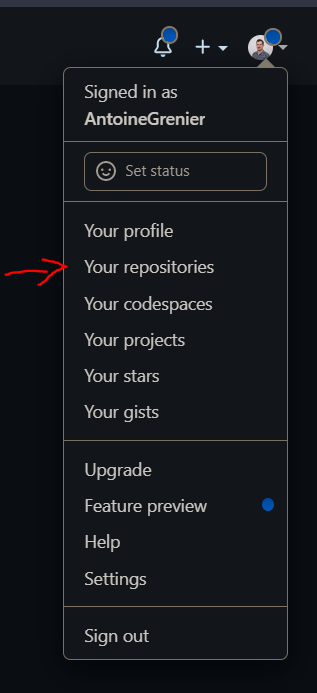 Signed in as
AntoineGrenier
Set status
Your profile
Your repositories
Your codespaces
Your projects
Your stars
Your gists
Upgrade
Feature preview
Help
Settings
Sign out